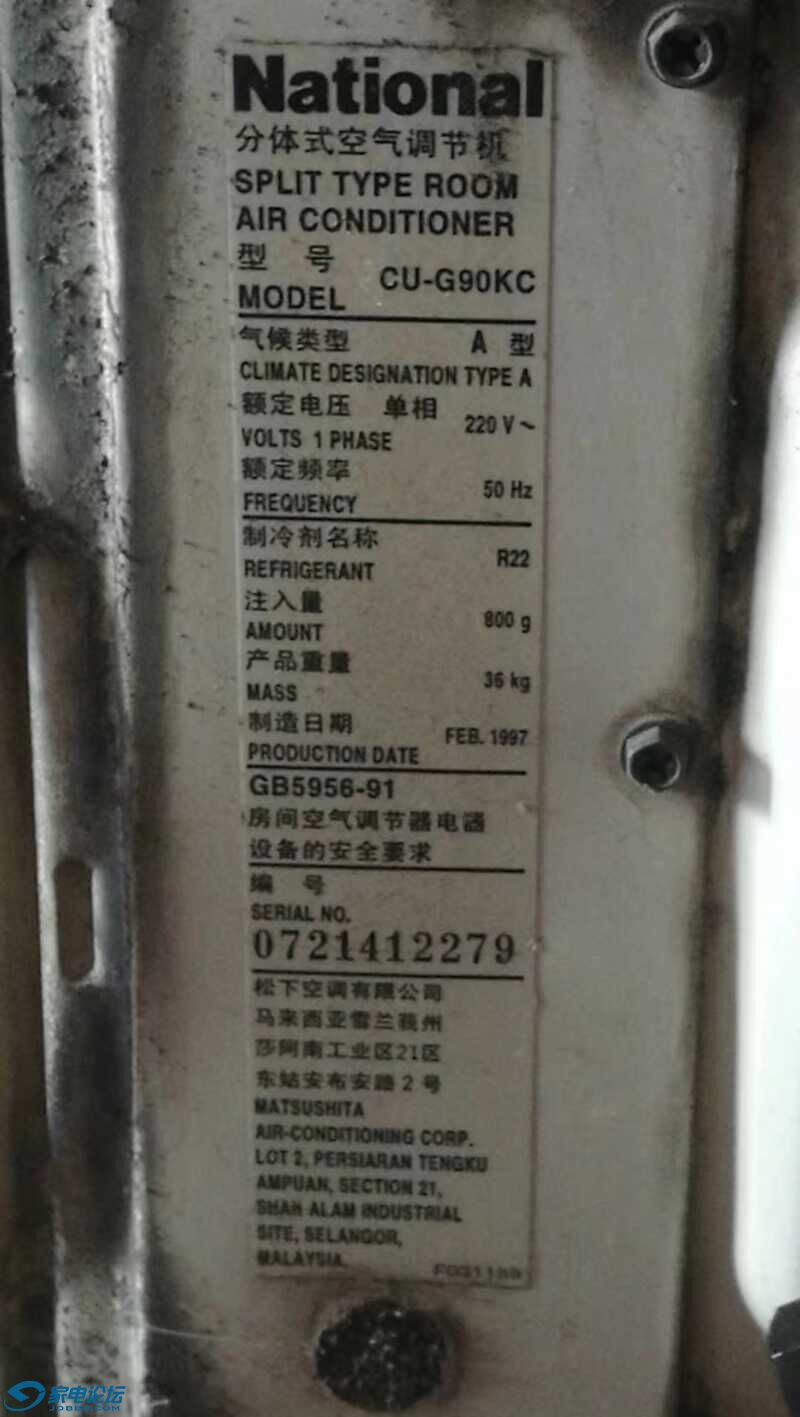 National
分体式空气调节机
SPLIT TYPE ROOM
AIR CONDITIONER
型 号
MODEL CU-G90KC
气候类型 A 型
CLIMATE DESIGNATION TYPE A
额定电压 单相
VOLTS 1 PHASE 220 V ~
额定频率
FREQUENCY 50 Hz
制冷剂名称
REFRIGERANT R22
注入量
AMOUNT 800 g
产品重量
MASS 36 kg
制造日期
PRODUCTION DATE FEB. 1997
GB5956-91
房间空气调节器电器
设备的安全要求
编 号
SERIAL NO.
0721412279
松下空调有限公司
马来西亚雪兰莪州
莎阿南工业区21区
东姑安布安路2号
MATSUSHITA
AIR-CONDITIONING CORP.
LOT 2, PERSIARAN TENGKU
AMPUAN, SECTION 21,
SHAH ALAM INDUSTRIAL
SITE, SELANGOR,
MALAYSIA.
家电论坛
JDBBS.COM